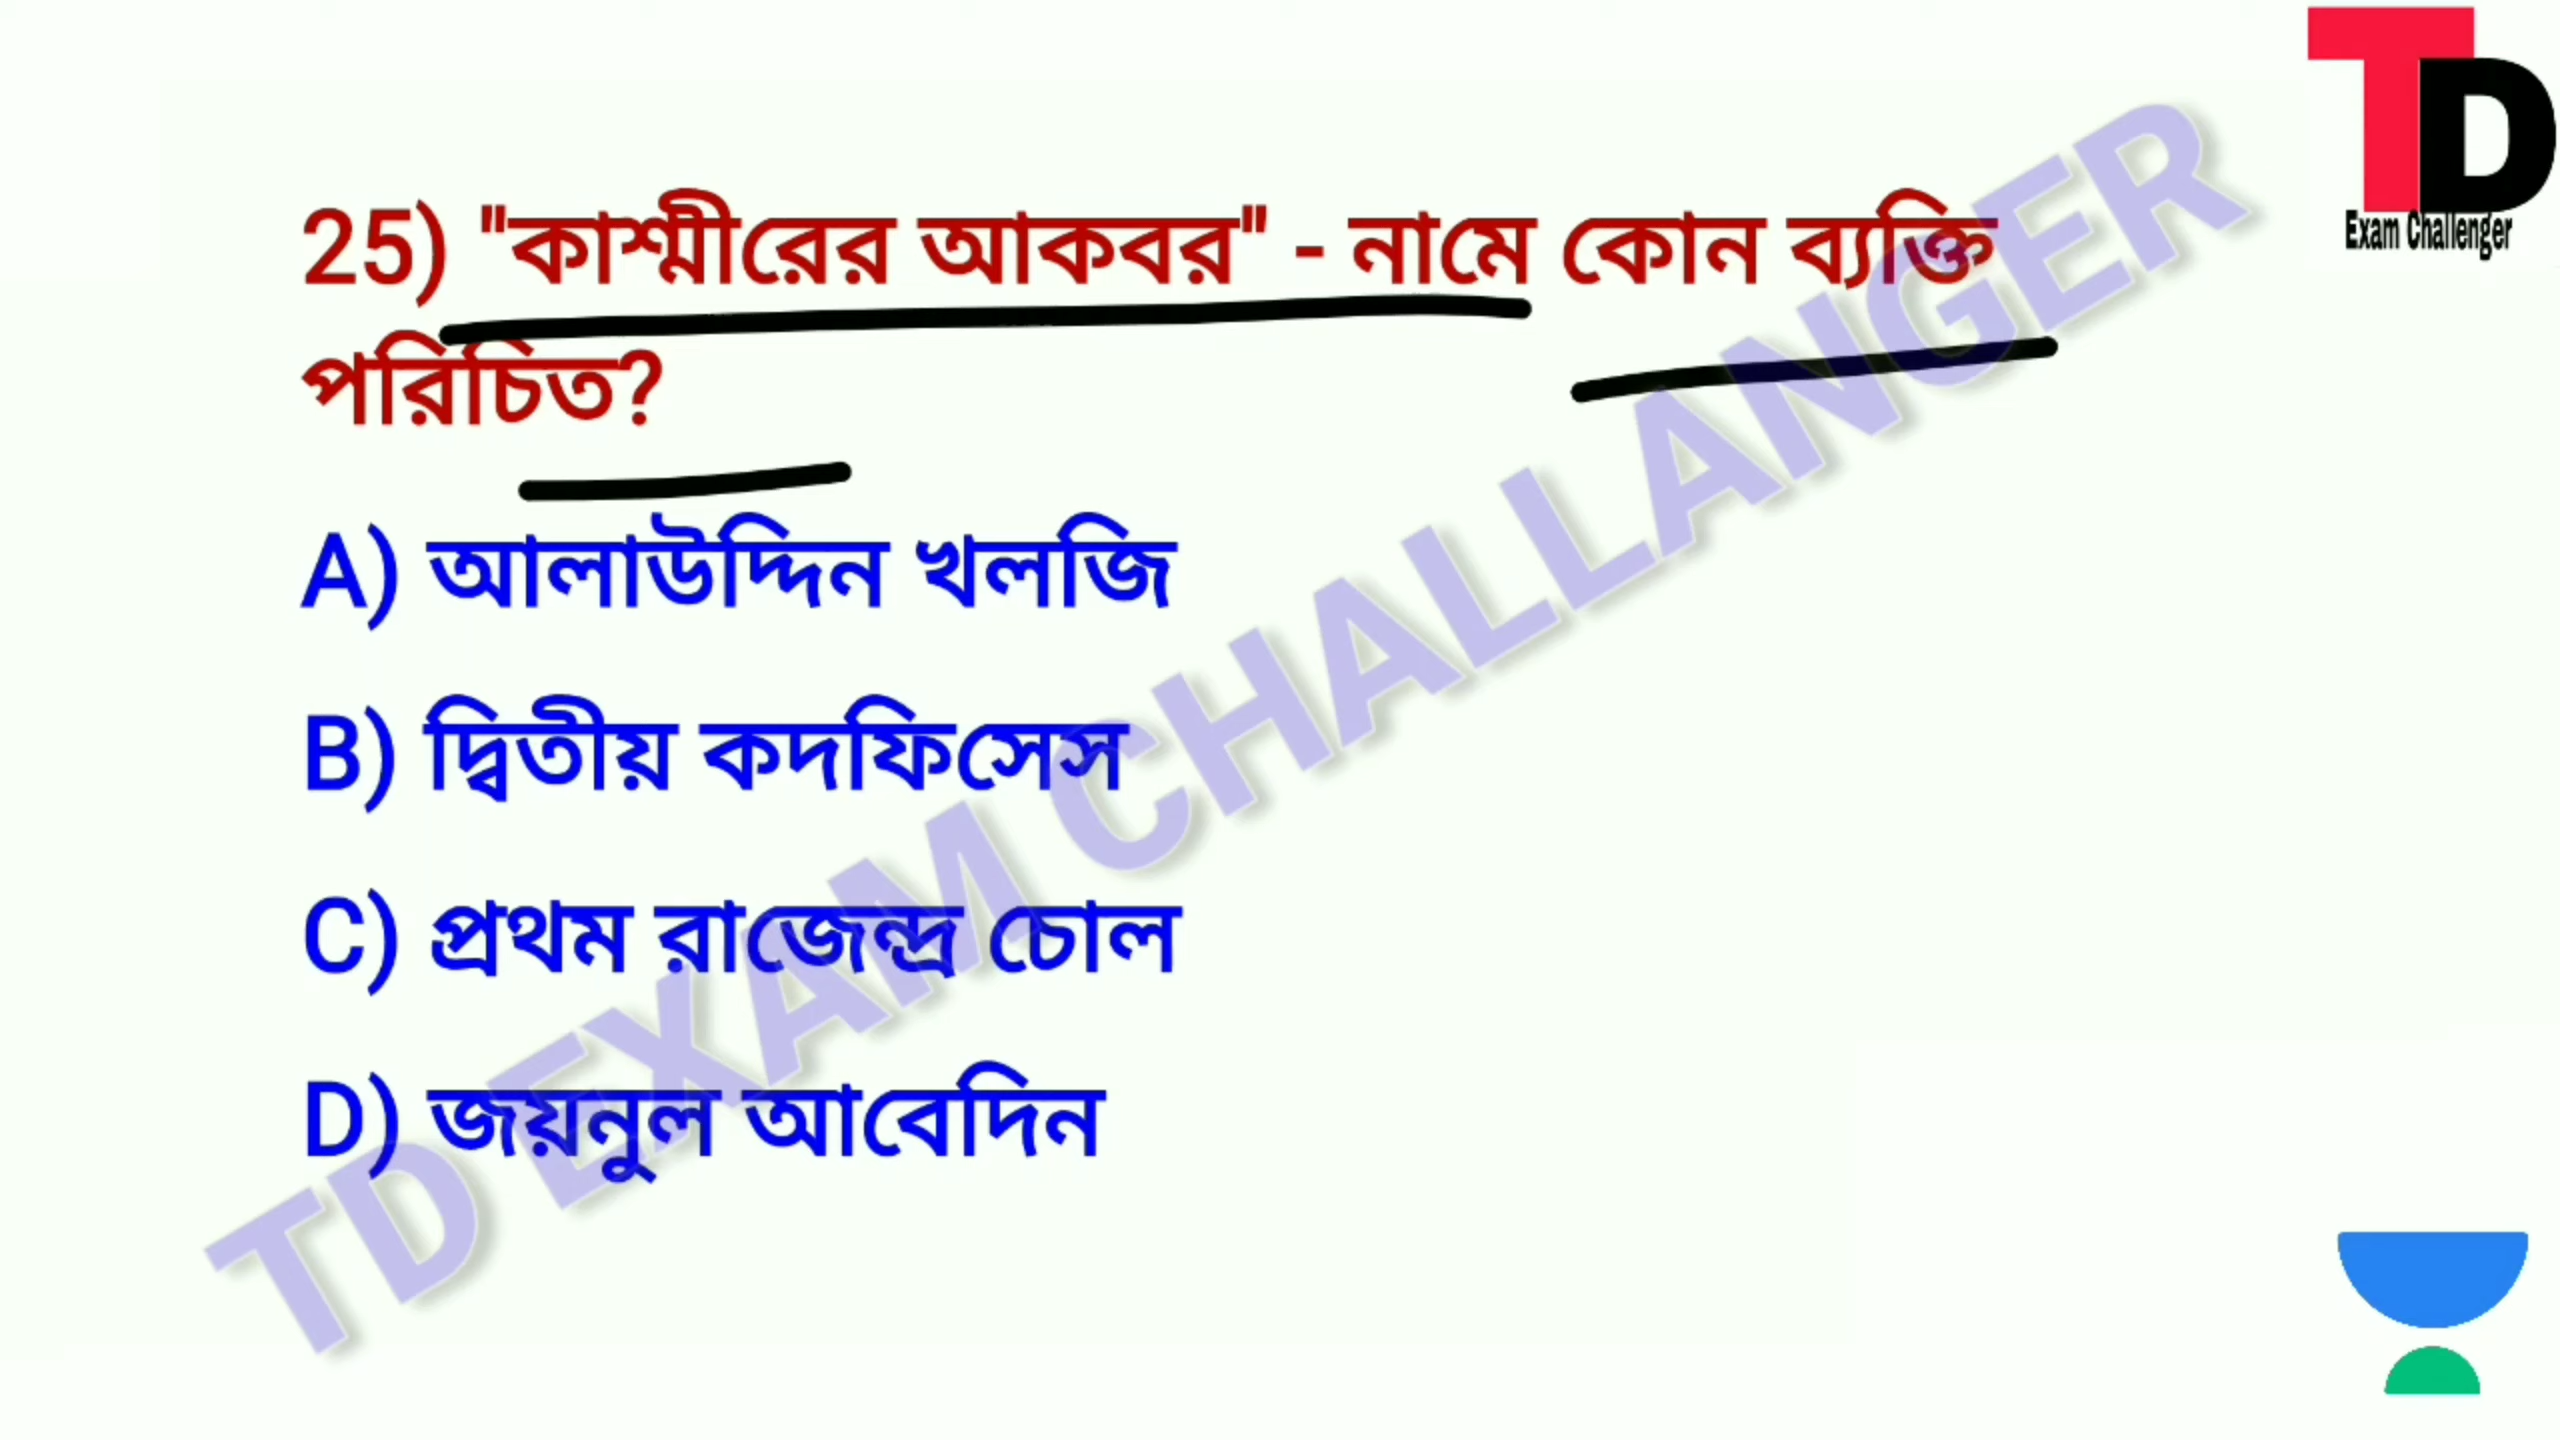 TD
Exam Challenger
25) "কাশ্মীরের আকবর" - নামে কোন ব্যক্তি
পরিচিত?
A) আলাউদ্দিন খলজি
B) দ্বিতীয় কদফিসেস
C) প্রথম রাজেন্দ্র চোল
D) জয়নুল আবেদিন
TD EXAM CHALLANGER